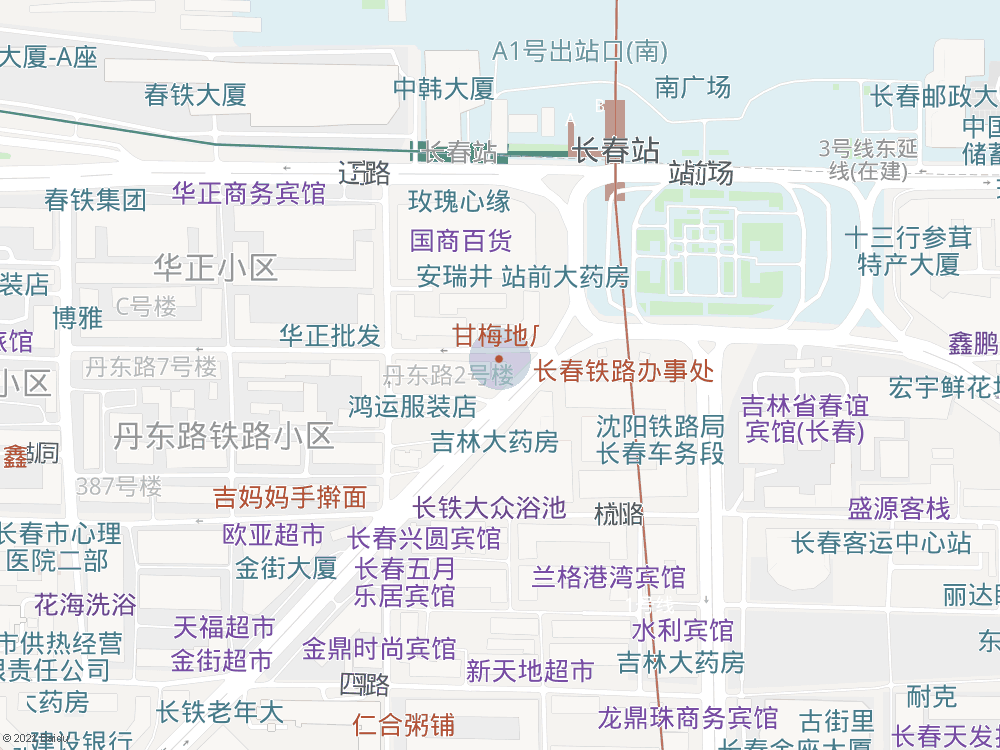 A1号出站口(南)
大厦-A座
春铁大厦
中韩大厦
南广场
长春邮政大
中国
储蓄
长春站
长春站
3号线东延
线(在建)
辽
路
站前
场
春铁集团
华正商务宾馆
玫瑰心缘
国商百货
十三行参茸
特产大厦
华正小区
安瑞井 站前大药房
装店
C号楼
博雅
华正批发
甘梅地
旅馆
鑫鹏
丹东路7号楼
丹东路2号楼
长春铁路办事处
小区
宏宇鲜花
鸿运服装店
吉林省春谊
宾馆(长春)
丹东路铁路小区
吉林大药房
沈阳铁路局
长春车务段
鑫
胡同
387号楼
吉妈妈手擀面
长铁大众浴池
路
盛源客栈
长春市心理
医院二部
欧亚超市
长春兴圆宾馆
长春客运中心站
金街大厦
长春五月
乐居宾馆
兰格港湾宾馆
丽达
花海洗浴
1号线
天福超市
水利宾馆
市供热经营
限责任公司
金街超市
金鼎时尚宾馆
新天地超市
吉林大药房
东
四
路
大药房
耐克
长铁老年大
仁合粥铺
龙鼎珠商务宾馆
古街里
建设银行
长春金座大厦
长春天发